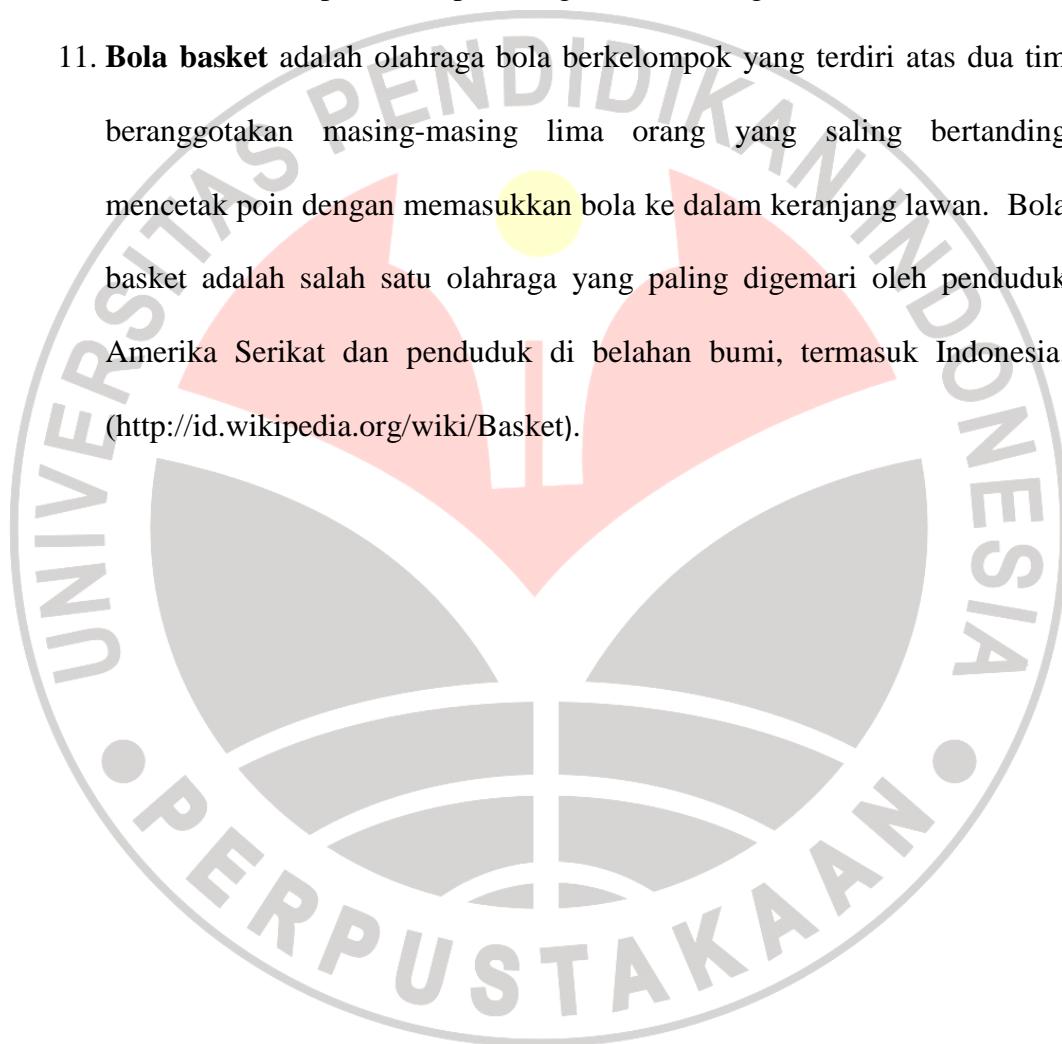 11. Bola basket adalah olahraga bola berkelompok yang terdiri atas dua tim
beranggotakan masing-masing lima orang yang saling bertanding
mencetak poin dengan memasukkan bola ke dalam keranjang lawan. Bola
basket adalah salah satu olahraga yang paling digemari oleh penduduk
Amerika Serikat dan penduduk di belahan bumi, termasuk Indonesia
(http://id.wikipedia.org/wiki/Basket).
UNIVERSITAS PENDIDIKAN INDONESIA
PERPUSTAKAAN